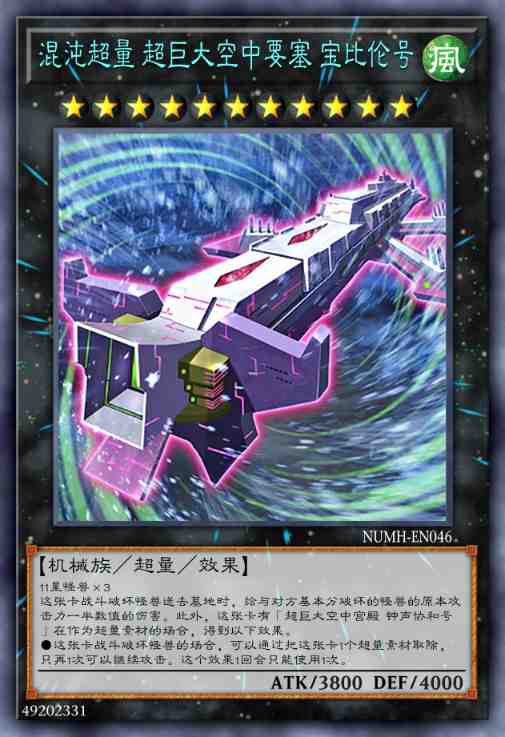 混沌超量 超巨大空中要塞 宝比伦号
瘋
NUMH-EN046
【机械族／超量／效果】
11星怪兽×3
这张卡战斗破坏怪兽送去墓地时，给与对方基本分破坏的怪兽的原本攻
击力一半数值的伤害。此外，这张卡有「超巨大空中宫殿 钟声协和号
」在作为超量素材的场合，得到以下效果。
●这张卡战斗破坏怪兽的场合，可以通过把这张卡1个超量素材取除，
只再1次可以继续攻击。这个效果1回合只能使用1次。
ATK/3800 DEF/4000
49202331